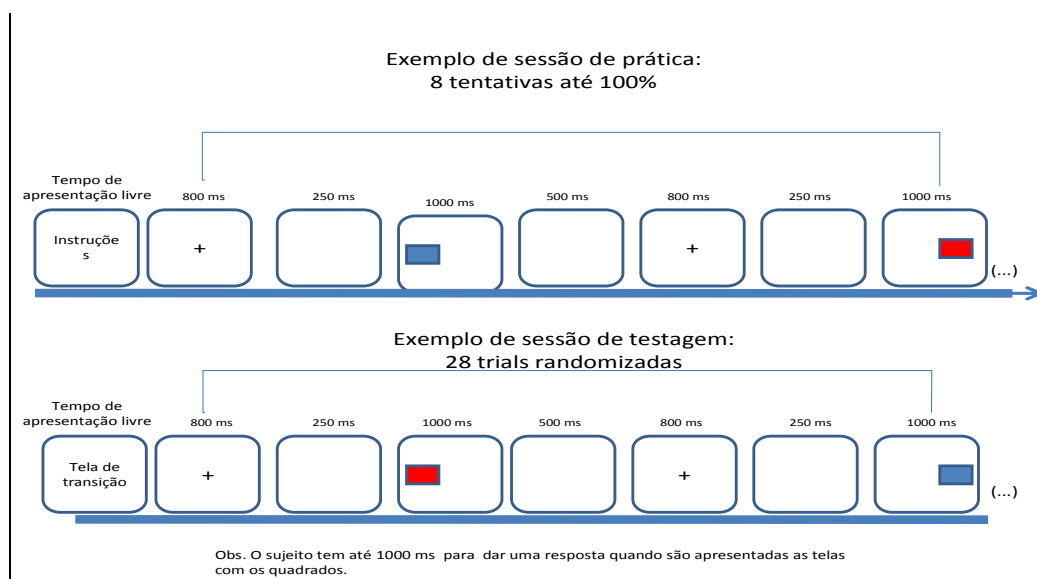 Exemplo de sessão de prática:
8 tentativas até 100%
Tempo de
apresentação livre
800 ms
250 ms
1000 ms
500 ms
800 ms
250 ms
1000 ms
Instruçõe
s
+
+
(...)
Exemplo de sessão de testagem:
28 trials randomizadas
Tempo de
apresentação livre
800 ms
250 ms
1000 ms
500 ms
800 ms
250 ms
1000 ms
Tela de
transição
+
+
(...)
Obs. O sujeito tem até 1000 ms  para  dar uma resposta quando são apresentadas as telas
com os quadrados.